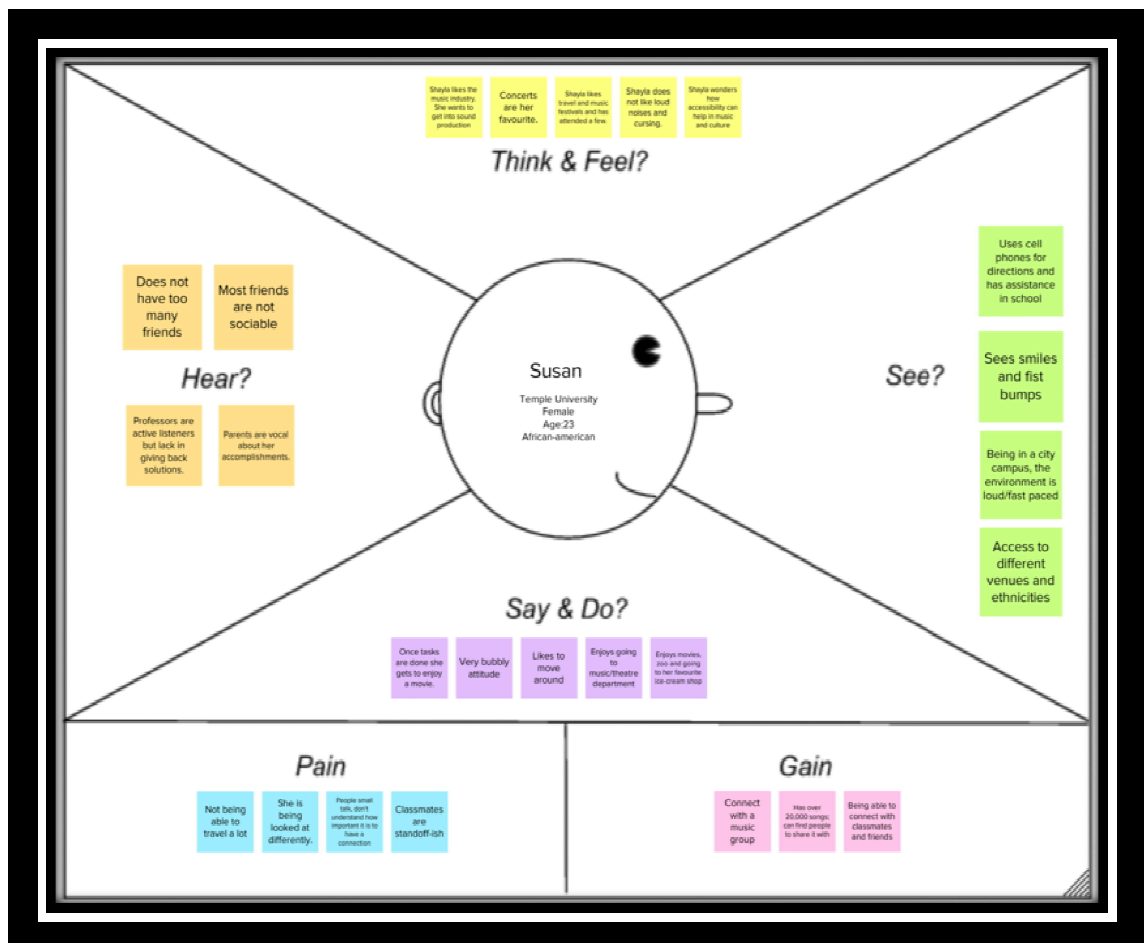 Shayla likes the
music industry.
She wants to
get into sound
production
Concerts
are her
favourite.
Shayla likes
travel and music
festivals and has
attended a few.
Shayla does
not like loud
noises and
cursing.
Shayla wonders
how
accessibility can
help in music
and culture
Think & Feel?
Does not
have too
many
friends
Most friends
are not
sociable
Hear?
Professors are
active listeners
but lack in
giving back
solutions.
Parents are vocal
about her
accomplishments.
Susan
Temple University
Female
Age:23
African-american
See?
Uses cell
phones for
directions and
has assistance
in school
Sees smiles
and fist
bumps
Being in a city
campus, the
environment is
loud/fast paced
Access to
different
venues and
ethnicities
Say & Do?
Once tasks
are done she
gets to enjoy
a movie.
Very bubbly
attitude
Likes to
move
around
Enjoys going
to
music/theatre
department
Enjoys movies,
zoo and going
to her favourite
ice-cream shop
Pain
Not being
able to
travel a lot
She is
being
looked at
differently.
People small
talk, don't
understand how
important it is to
have a
connection
Classmates
are
standoff-ish
Gain
Connect
with a
music
group
Has over
20,000 songs;
can find people
to share it with
Being able to
connect with
classmates
and friends